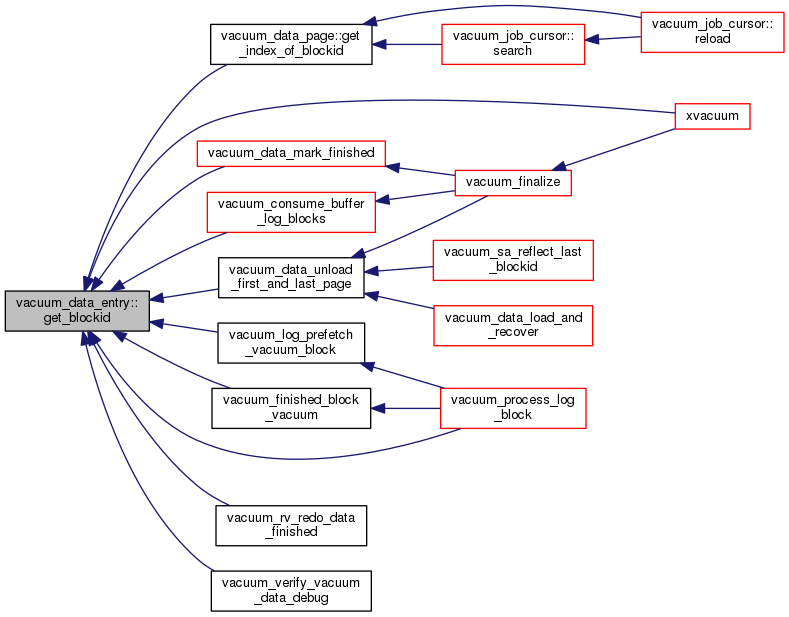 vacuum_data_page::get
_index_of_blockid
vacuum_job_cursor::
search
vacuum_job_cursor::
reload
xvacuum
vacuum_data_mark_finished
vacuum_finalize
vacuum_consume_buffer
_log_blocks
vacuum_data_unload
_first_and_last_page
vacuum_sa_reflect_last
_blockid
vacuum_data_entry::
get_blockid
vacuum_data_load_and
_recover
vacuum_log_prefetch
_vacuum_block
vacuum_finished_block
_vacuum
vacuum_process_log
_block
vacuum_rv_redo_data
_finished
vacuum_verify_vacuum
_data_debug